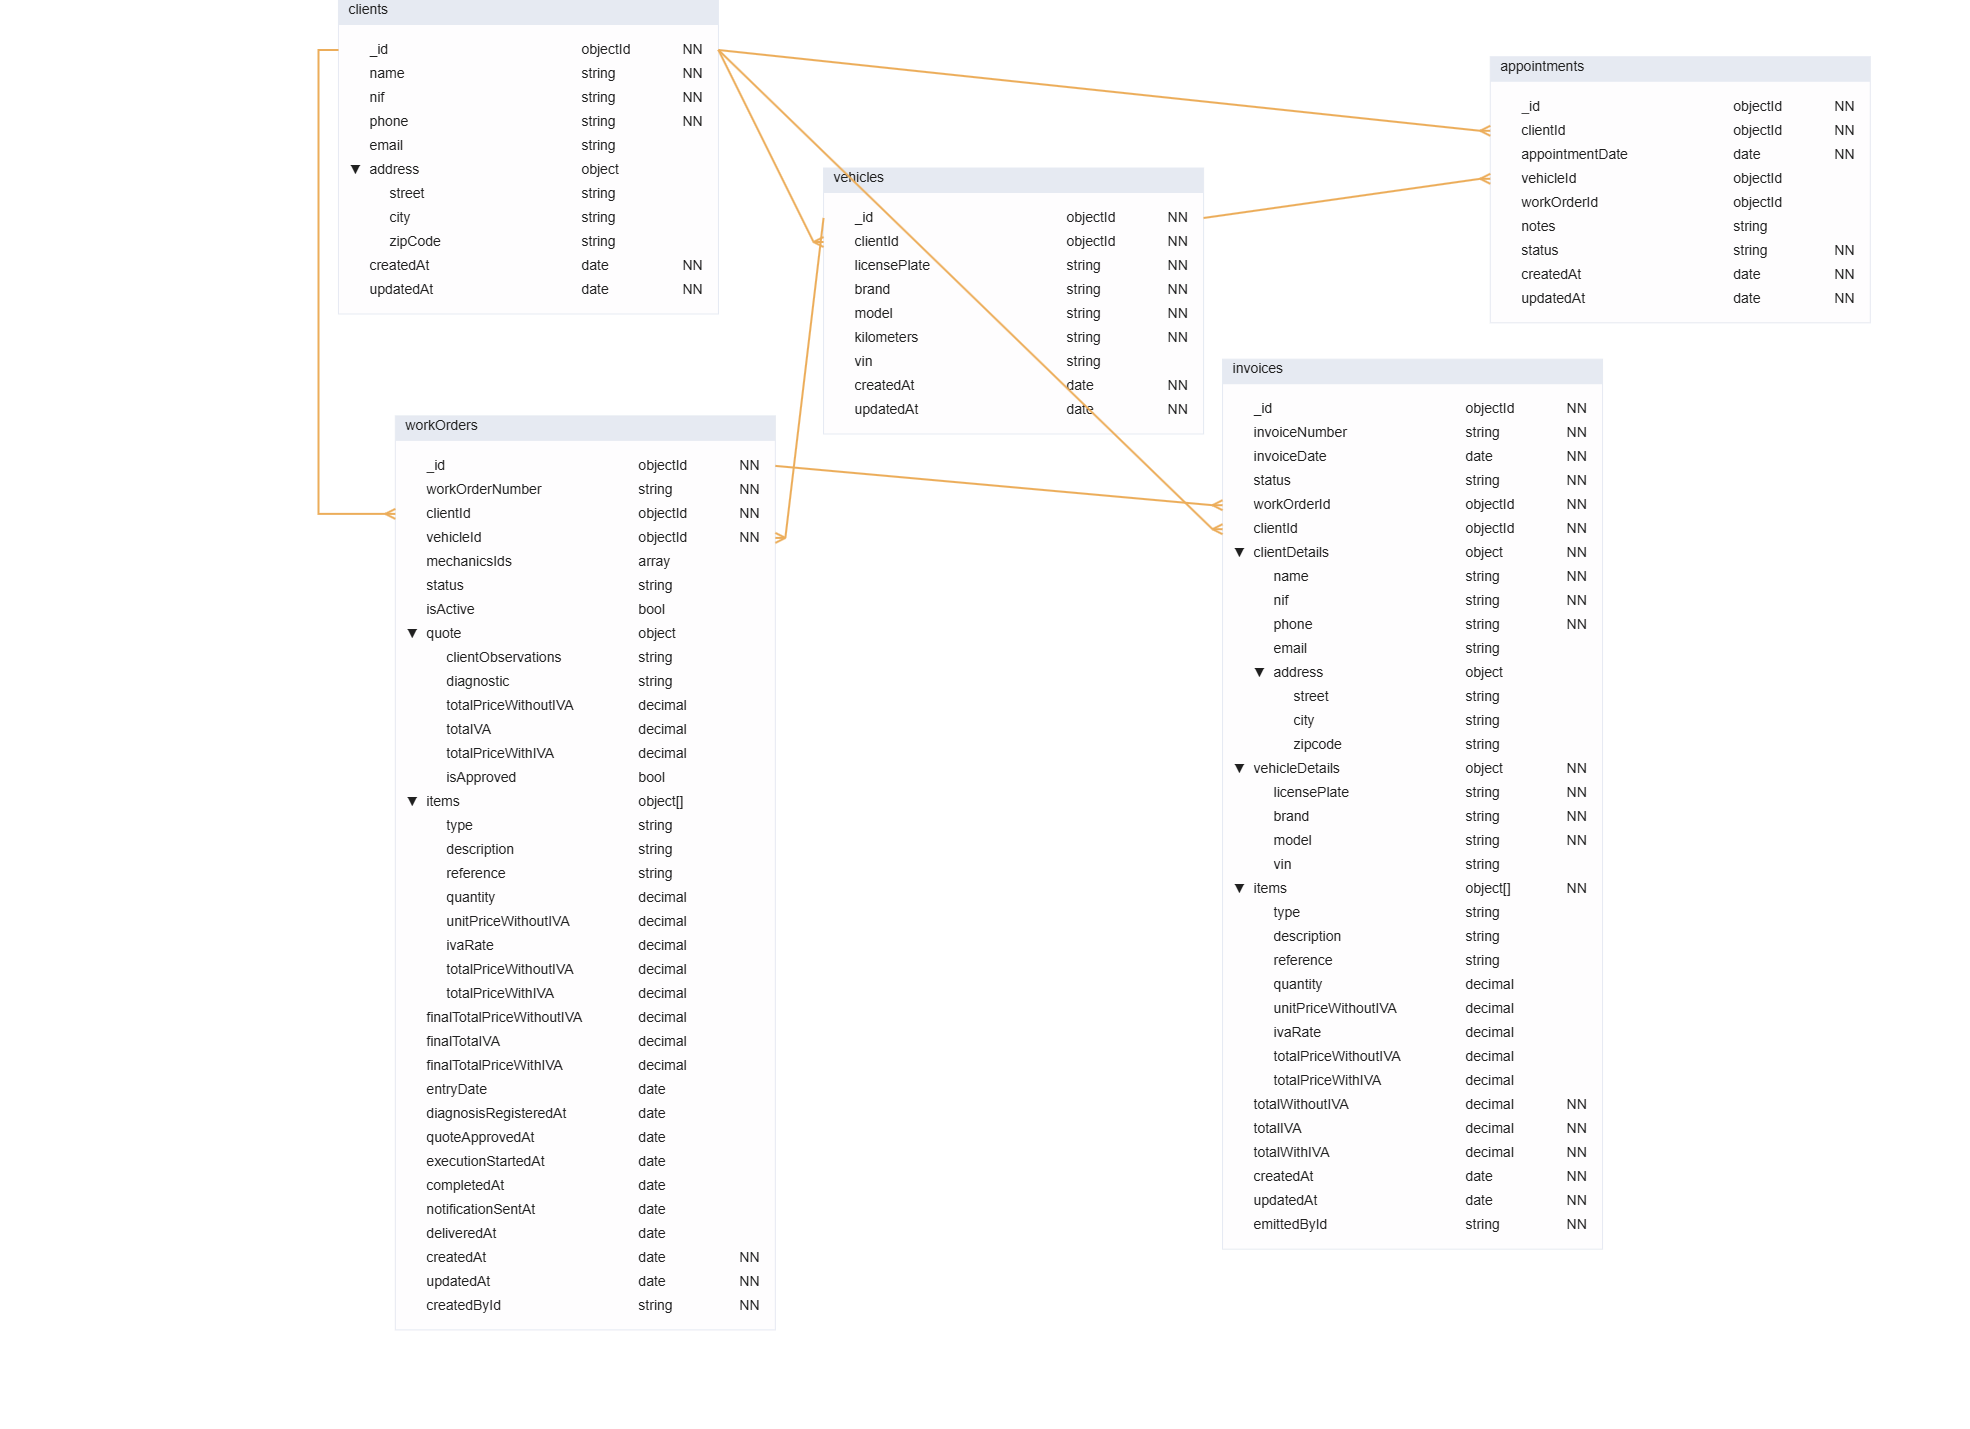 clients
_id objectId NN
name string NN
nif string NN
phone string NN
email string
▼ address object
street string
city string
zipCode string
createdAt date NN
updatedAt date NN
appointments
_id objectId NN
clientId objectId NN
appointmentDate date NN
vehicleId objectId
workOrderId objectId
notes string
status string NN
createdAt date NN
updatedAt date NN
vehicles
_id objectId NN
clientId objectId NN
licensePlate string NN
brand string NN
model string NN
kilometers string NN
vin string
createdAt date NN
updatedAt date NN
workOrders
_id objectId NN
workOrderNumber string NN
clientId objectId NN
vehicleId objectId NN
mechanicsIds array
status string
isActive bool
▼ quote object
clientObservations string
diagnostic string
totalPriceWithoutIVA decimal
totaIVA decimal
totalPriceWithIVA decimal
isApproved bool
▼ items object[]
type string
description string
reference string
quantity decimal
unitPriceWithoutIVA decimal
ivaRate decimal
totalPriceWithoutIVA decimal
totalPriceWithIVA decimal
finalTotalPriceWithoutIVA decimal
finalTotalVA decimal
finalTotalPriceWithIVA decimal
entryDate date
diagnosisRegisteredAt date
quoteApprovedAt date
executionStartedAt date
completedAt date
notificationSentAt date
deliveredAt date
createdAt date NN
updatedAt date NN
createdById string NN
invoices
_id objectId NN
invoiceNumber string NN
invoiceDate date NN
status string NN
workOrderId objectId NN
clientId objectId NN
▼ clientDetails object NN
name string NN
nif string NN
phone string NN
email string
▼ address object
street string
city string
zipcode string
▼ vehicleDetails object NN
licensePlate string NN
brand string NN
model string NN
vin string
▼ items object[] NN
type string
description string
reference string
quantity decimal
unitPriceWithoutIVA decimal
ivaRate decimal
totalPriceWithoutIVA decimal
totalPriceWithIVA decimal
totalWithoutIVA decimal NN
totalIVA decimal NN
totalWithIVA decimal NN
createdAt date NN
updatedAt date NN
emittedById string NN